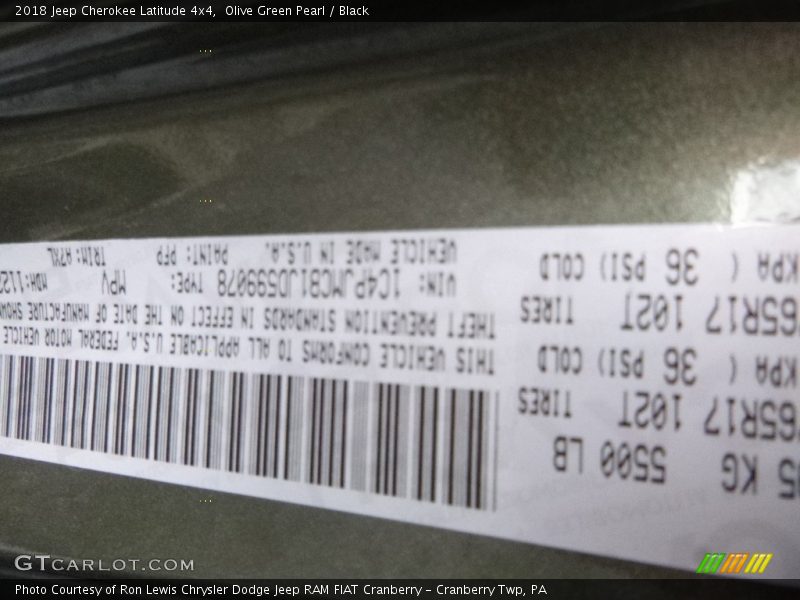 2018 Jeep Cherokee Latitude 4x4,  Olive Green Pearl / Black
5500 LB
KG
65R17 102T TIRES
KPA ( 36 PSI) COLD
65R17 102T TIRES
KPA ( 36 PSI) COLD
THIS VEHICLE CONFORMS TO ALL APPLICABLE U.S.A. FEDERAL MOTOR VEHICLE
THEFT PREVENTION STANDARDS IN EFFECT ON THE DATE OF MANUFACTURE SHOWN
VIN: 1C4PJMCB1JD599078 TYPE: MPV MDH:
VEHICLE MADE IN U.S.A. PAINT: PFP TRIM: A7XL
GTCARLOT.COM
Photo Courtesy of Ron Lewis Chrysler Dodge Jeep RAM FIAT Cranberry – Cranberry Twp, PA